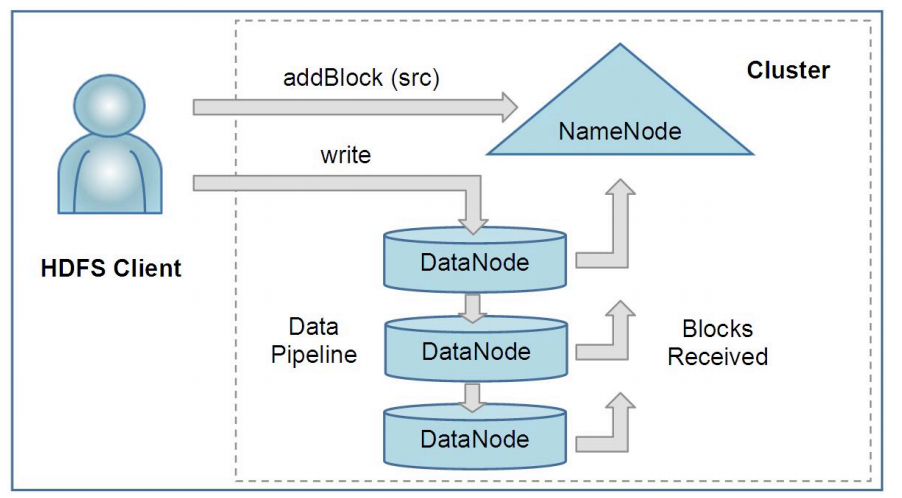 Cluster
addBlock (src)
NameNode
write
HDFS Client
DataNode
Data
Pipeline
DataNode
Blocks
Received
DataNode